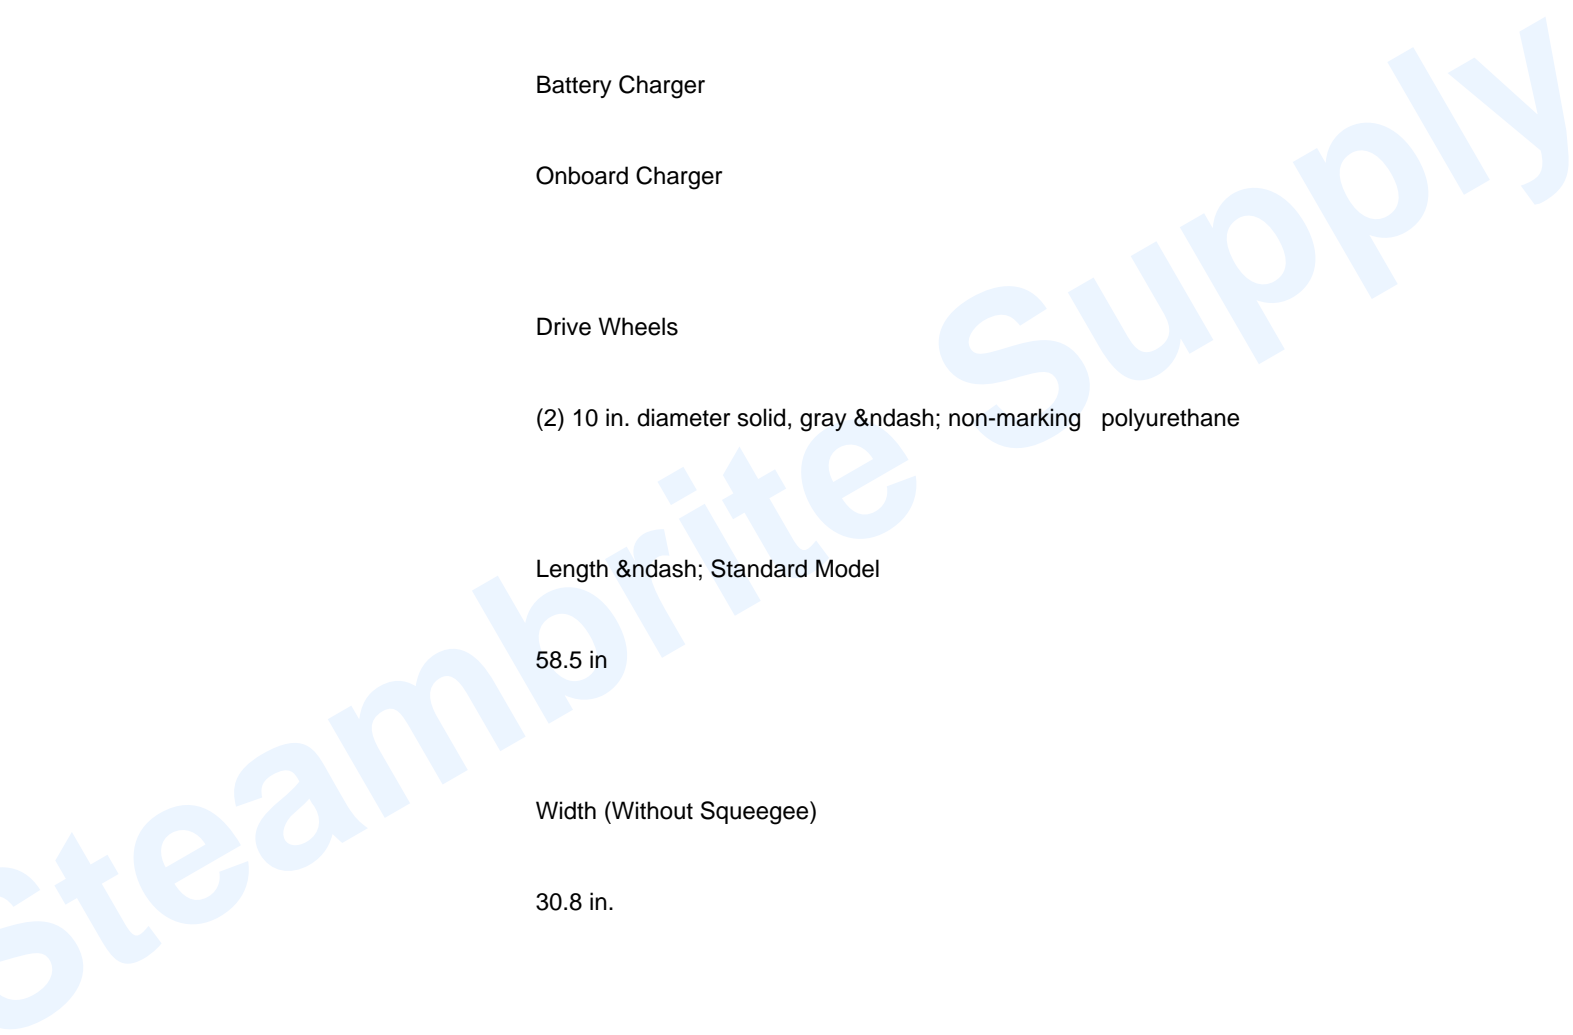 Battery Charger
Onboard Charger
Drive Wheels
(2) 10 in. diameter solid, gray &ndash; non-marking   polyurethane
Length &ndash; Standard Model
58.5 in
Width (Without Squeegee)
30.8 in.
Steambrite Supply